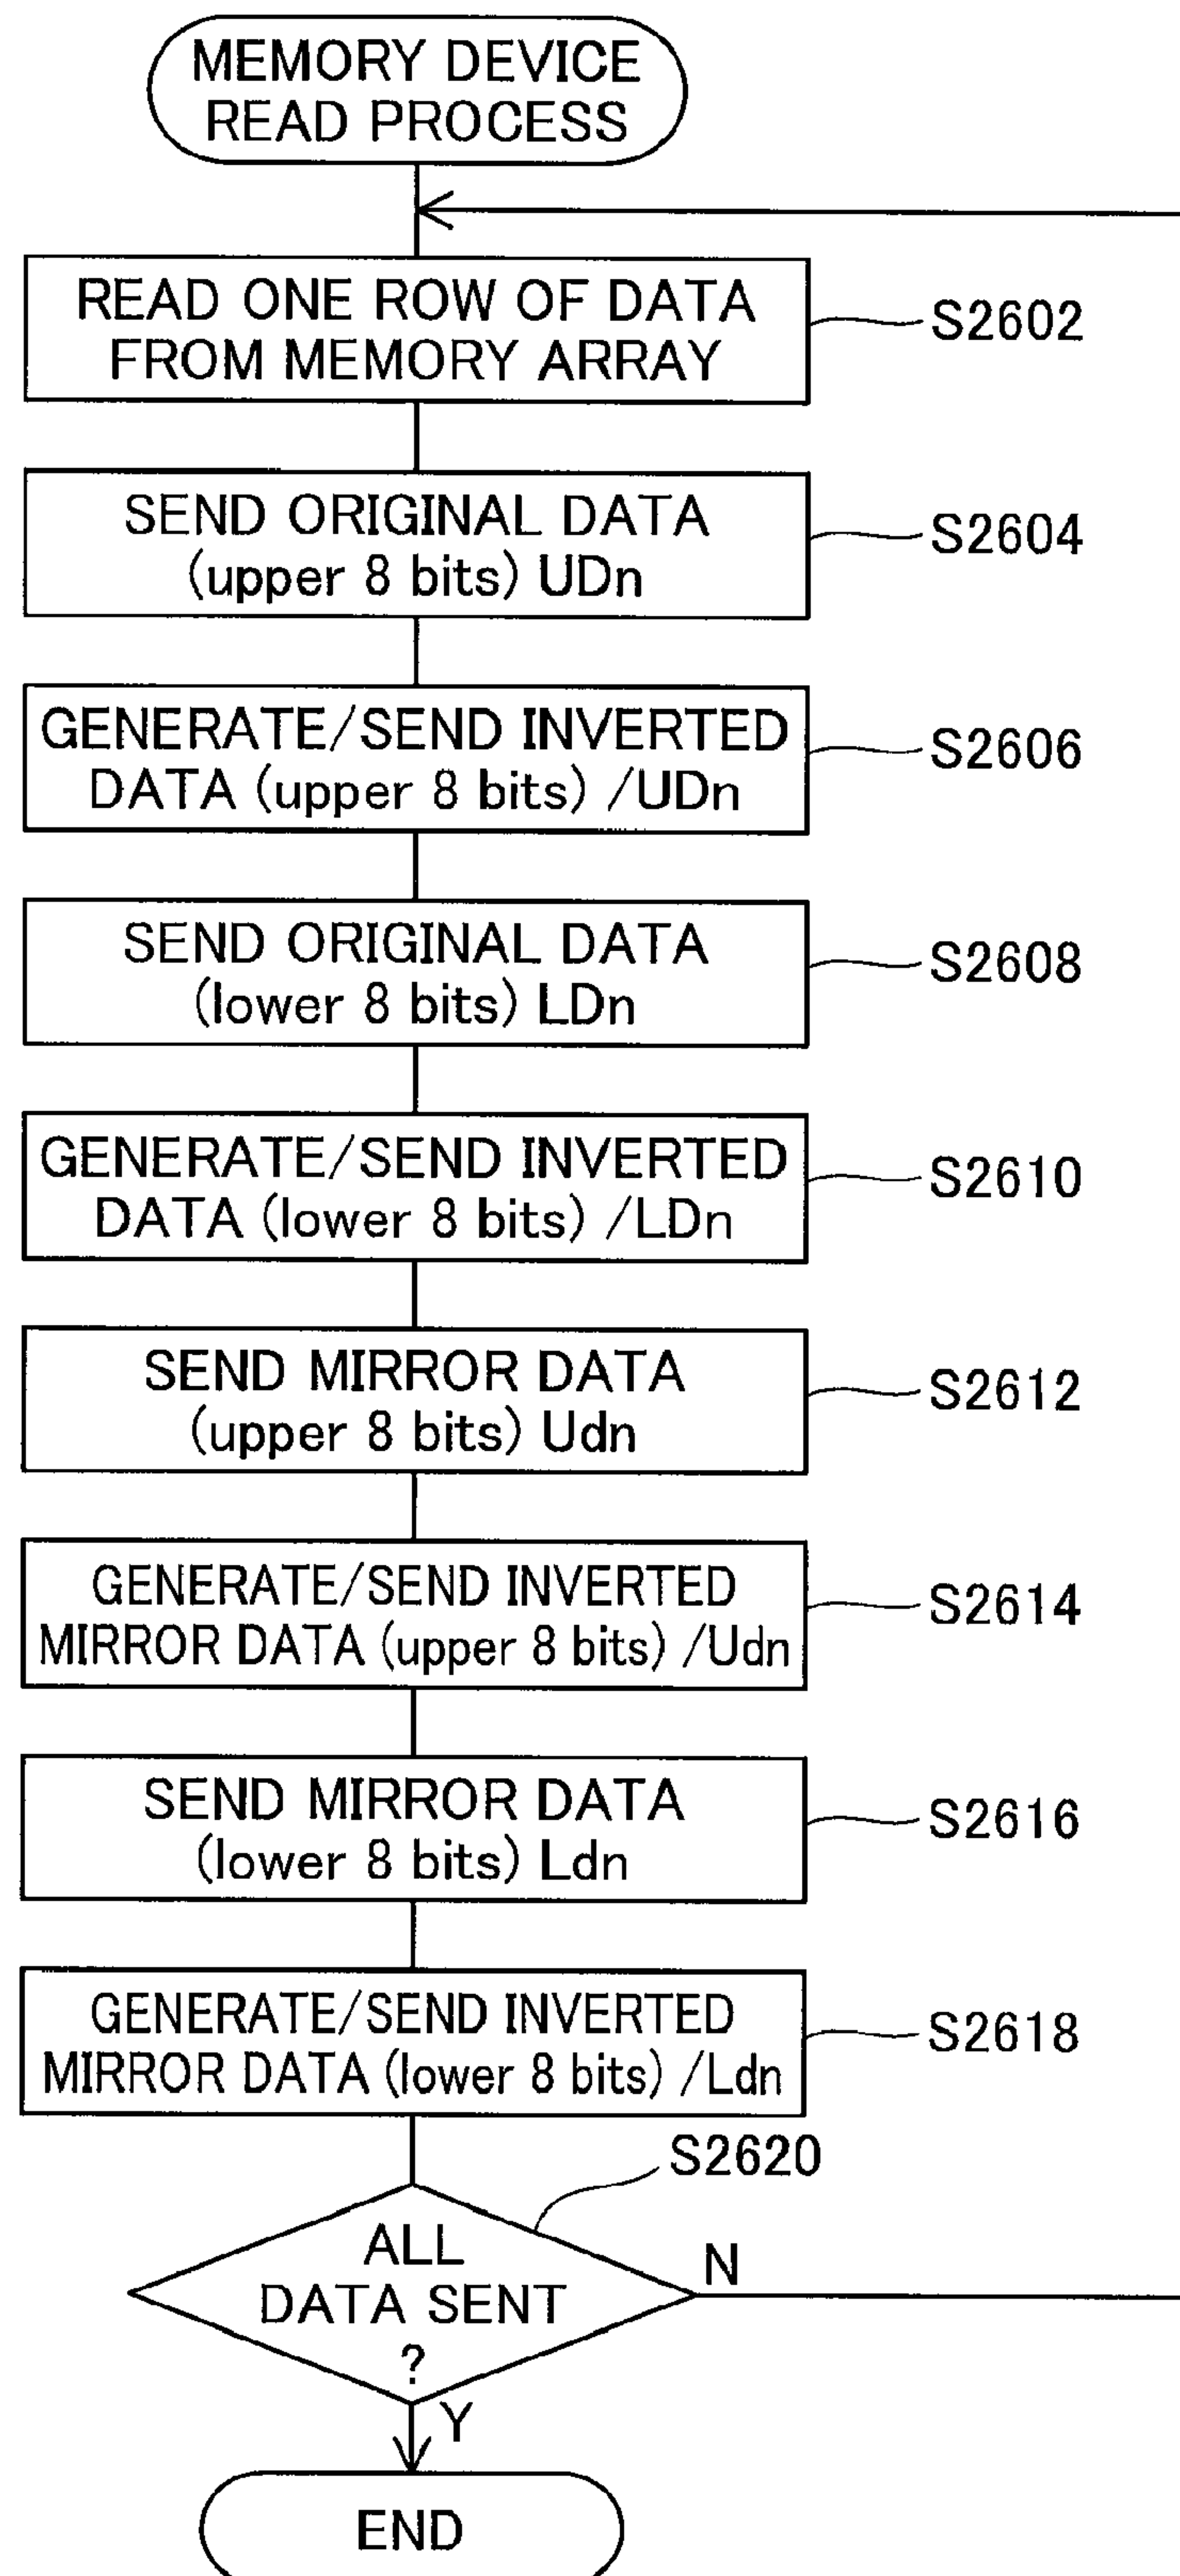 MEMORY DEVICE
READ PROCESS
READ ONE ROW OF DATA
FROM MEMORY ARRAY
S2602
SEND ORIGINAL DATA
(upper 8 bits) UDn
S2604
GENERATE/SEND INVERTED
DATA (upper 8 bits) /UDn
S2606
SEND ORIGINAL DATA
(lower 8 bits) LDn
S2608
GENERATE/SEND INVERTED
DATA (lower 8 bits) /LDn
S2610
SEND MIRROR DATA
(upper 8 bits) Udn
S2612
GENERATE/SEND INVERTED
MIRROR DATA (upper 8 bits) /Udn
S2614
SEND MIRROR DATA
(lower 8 bits) Ldn
S2616
GENERATE/SEND INVERTED
MIRROR DATA (lower 8 bits) /Ldn
S2618
S2620
ALL
DATA SENT
?
N
Y
END